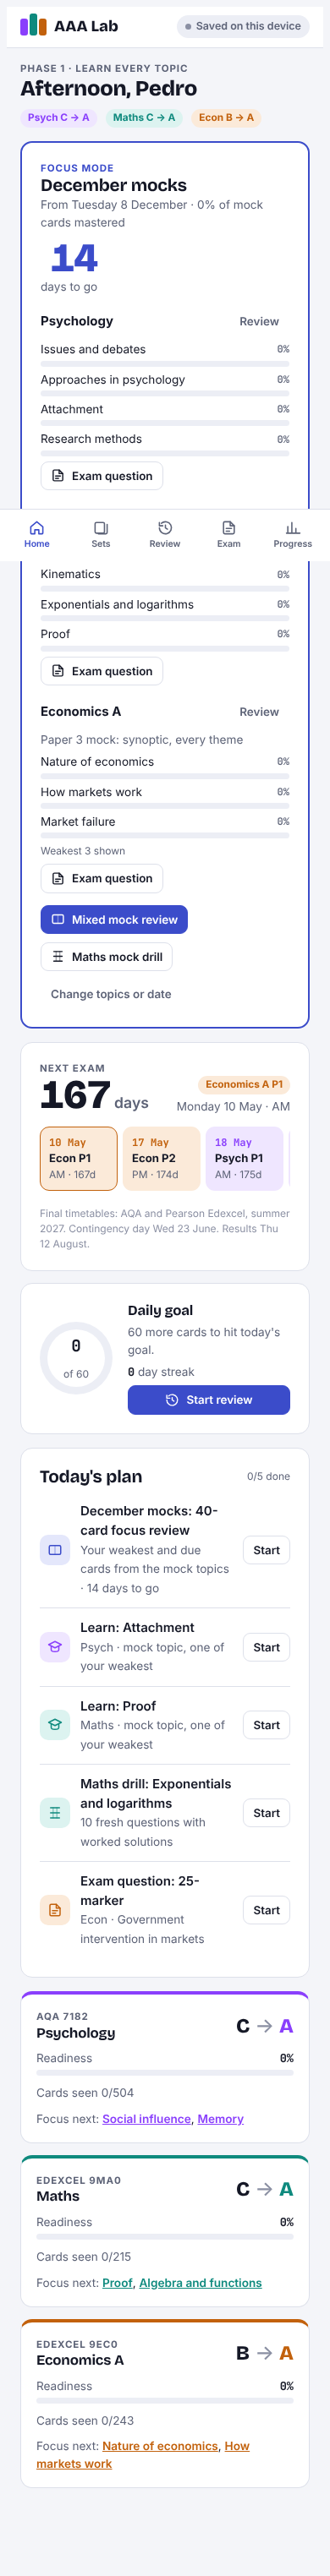 AAA Lab
Saved on this device
PHASE 1 · LEARN EVERY TOPIC
Afternoon, Pedro
Psych C → A
Maths C → A
Econ B → A
FOCUS MODE
December mocks
From Tuesday 8 December · 0% of mock
cards mastered
14
days to go
Psychology
Review
Issues and debates
0%
Approaches in psychology
0%
Attachment
0%
Research methods
0%
Exam question
Home
Sets
Review
Exam
Progress
Kinematics
0%
Exponentials and logarithms
0%
Proof
0%
Exam question
Economics A
Review
Paper 3 mock: synoptic, every theme
Nature of economics
0%
How markets work
0%
Market failure
0%
Weakest 3 shown
Exam question
Mixed mock review
Maths mock drill
Change topics or date
NEXT EXAM
167 days
Economics A P1
Monday 10 May · AM
10 May
Econ P1
AM · 167d
17 May
Econ P2
PM · 174d
18 May
Psych P1
AM · 175d
Final timetables: AQA and Pearson Edexcel, summer
2027. Contingency day Wed 23 June. Results Thu
12 August.
0
of 60
Daily goal
60 more cards to hit today's
goal.
0 day streak
Start review
Today's plan
0/5 done
December mocks: 40-
card focus review
Your weakest and due
cards from the mock topics
· 14 days to go
Start
Learn: Attachment
Psych · mock topic, one of
your weakest
Start
Learn: Proof
Maths · mock topic, one of
your weakest
Start
Maths drill: Exponentials
and logarithms
10 fresh questions with
worked solutions
Start
Exam question: 25-
marker
Econ · Government
intervention in markets
Start
AQA 7182
Psychology
C → A
Readiness
0%
Cards seen 0/504
Focus next: Social influence, Memory
EDEXCEL 9MA0
Maths
C → A
Readiness
0%
Cards seen 0/215
Focus next: Proof, Algebra and functions
EDEXCEL 9EC0
Economics A
B → A
Readiness
0%
Cards seen 0/243
Focus next: Nature of economics, How
markets work